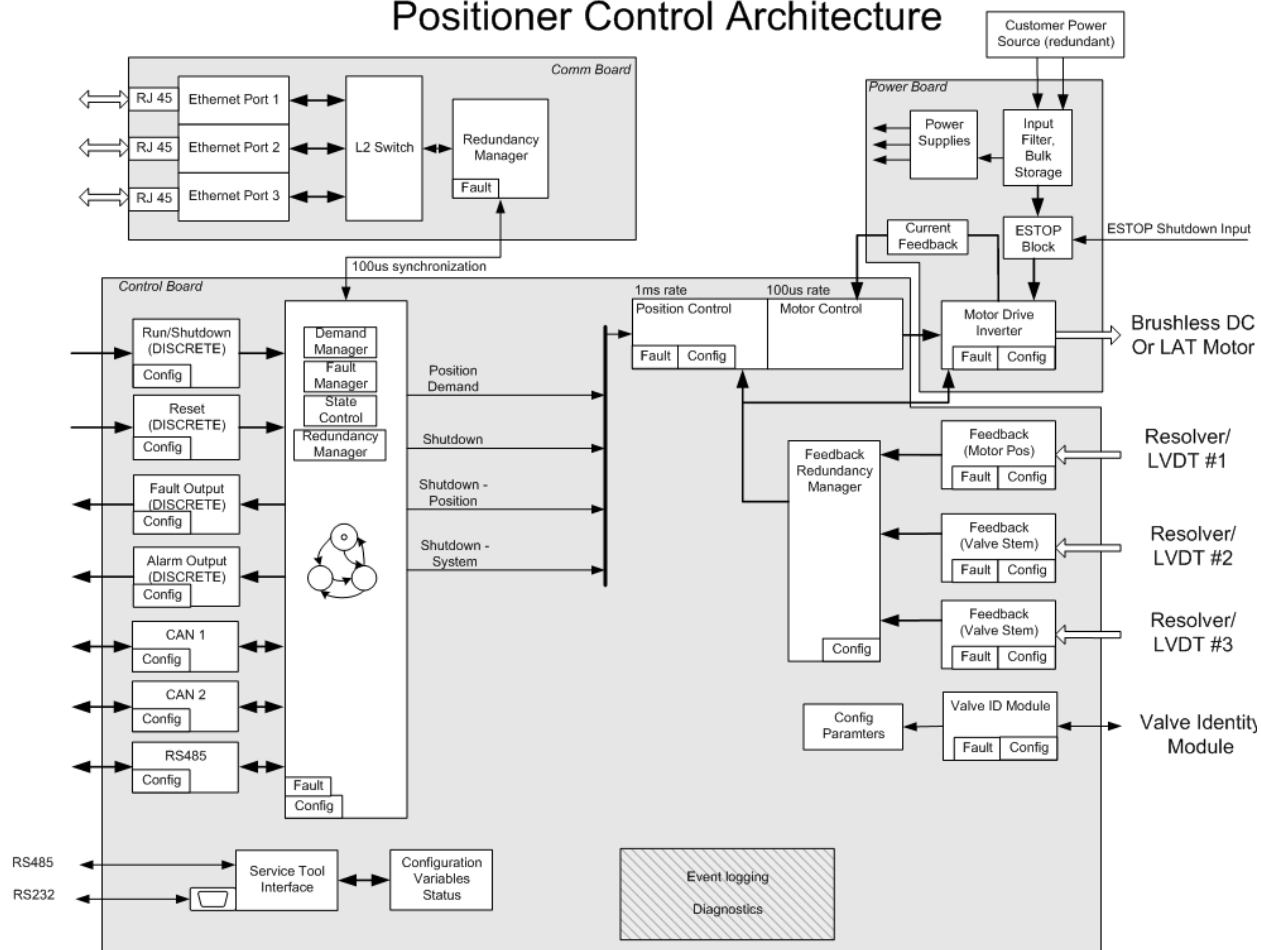 Positioner Control Architecture
Customer Power
Source (redundant)
Comm Board
RJ 45
Ethernet Port 1
RJ 45
Ethernet Port 2
RJ 45
Ethernet Port 3
L2 Switch
Redundancy
Manager
Fault
Power Board
Power
Supplies
Input
Filter,
Bulk
Storage
Current
Feedback
ESTOP
Block
ESTOP Shutdown Input
100us synchronization
Control Board
Run/Shutdown
(DISCRETE)
Config
Reset
(DISCRETE)
Config
Fault Output
(DISCRETE)
Config
Alarm Output
(DISCRETE)
Config
CAN 1
Config
CAN 2
Config
RS485
Config
Demand
Manager
Fault
Manager
State
Control
Redundancy
Manager
Fault
Config
Position
Demand
Shutdown
Shutdown -
Position
Shutdown -
System
1ms rate
100us rate
Position Control
Fault
Config
Motor Control
Motor Drive
Inverter
Fault
Config
Brushless DC
Or LAT Motor
Feedback
Redundancy
Manager
Config
Feedback
(Motor Pos)
Fault
Config
Resolver/
LVDT #1
Feedback
(Valve Stem)
Fault
Config
Resolver/
LVDT #2
Feedback
(Valve Stem)
Fault
Config
Resolver/
LVDT #3
Config
Paramters
Valve ID Module
Fault
Config
Valve Identity
Module
RS485
RS232
Service Tool
Interface
Configuration
Variables
Status
Event logging
Diagnostics